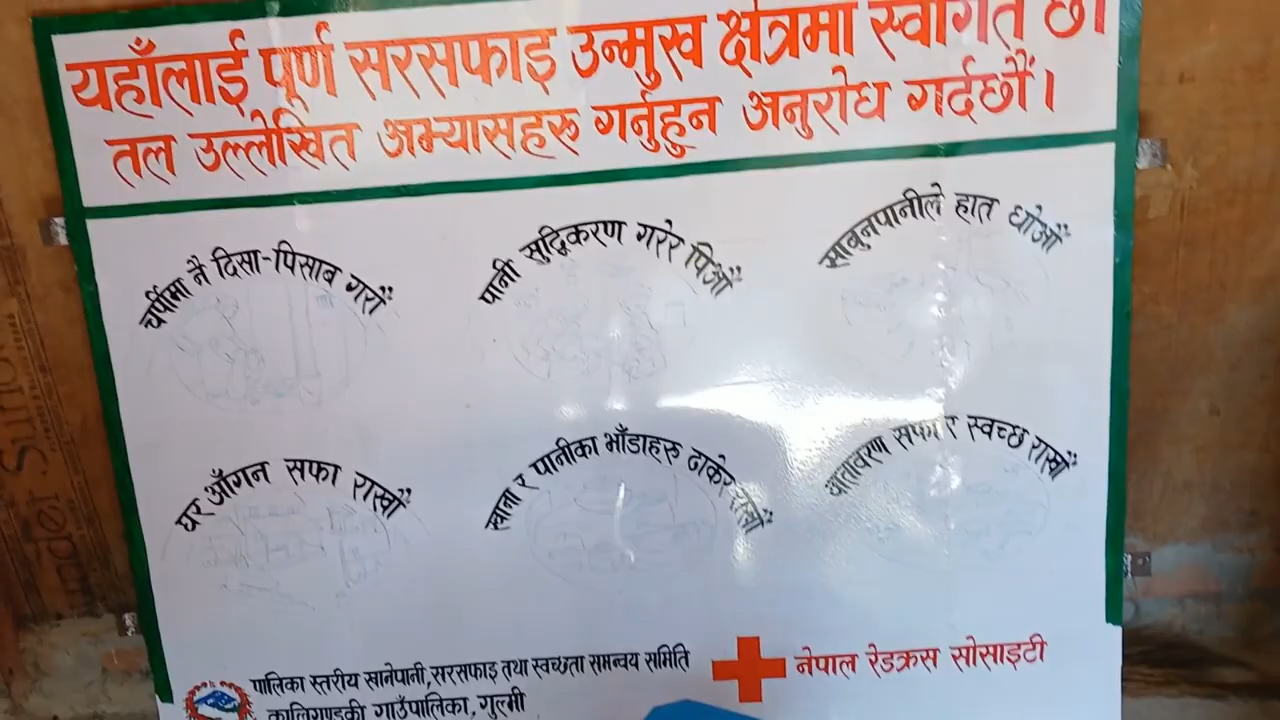 यहाँलाई पूर्ण सरसफाइ उन्मुख क्षेत्रमा स्वागत छ।
तल उल्लेखित अभ्यासहरु गर्नुहुन अनुरोध गर्दछौं।
चर्पीमा नै दिसा-पिसाब गरौं
पानी सुद्धिकरण गरेर पिऔं
साबुनपानीले हात धोऔं
घर आँगन सफा राखौं
खाना र पानीका भाँडाहरु ढाकेर राखौं
वातावरण सफा र स्वच्छ राखौं
पालिका स्तरीय खानेपानी, सरसफाइ तथा स्वच्छता समन्वय समिति
कालिगण्डकी गाउँपालिका, गुल्मी
नेपाल रेडक्रस सोसाइटी